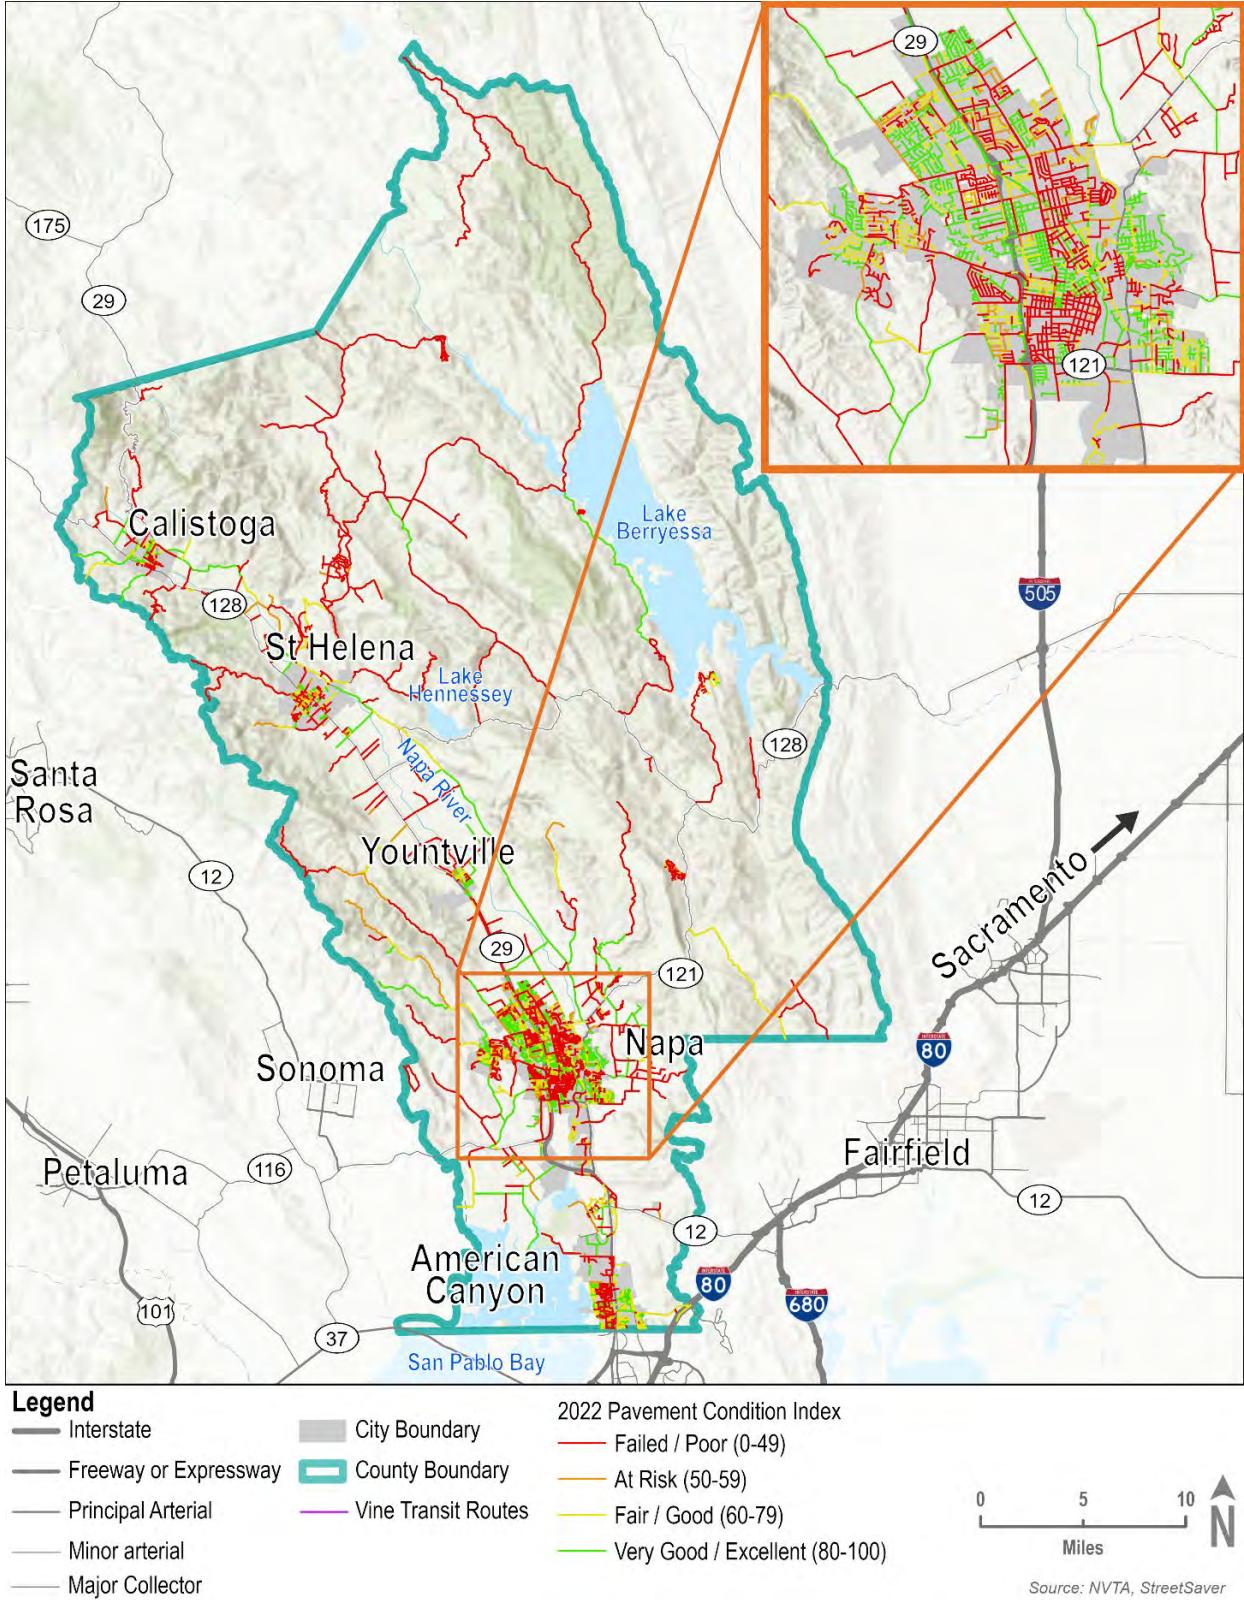 29
121
175
29
Calistoga
128
St Helena
Lake
Berryessa
505
Lake
Hennessey
128
Napa River
Santa
Rosa
Yountville
12
29
121
Sacramento
Napa
80
Sonoma
Fairfield
Petaluma
116
12
12
American
Canyon
80
680
101
37
San Pablo Bay
Legend
Interstate
Freeway or Expressway
Principal Arterial
Minor arterial
Major Collector
City Boundary
County Boundary
Vine Transit Routes
2022 Pavement Condition Index
Failed / Poor (0-49)
At Risk (50-59)
Fair / Good (60-79)
Very Good / Excellent (80-100)
0 5 10
Miles
N
Source: NVTA, StreetSaver